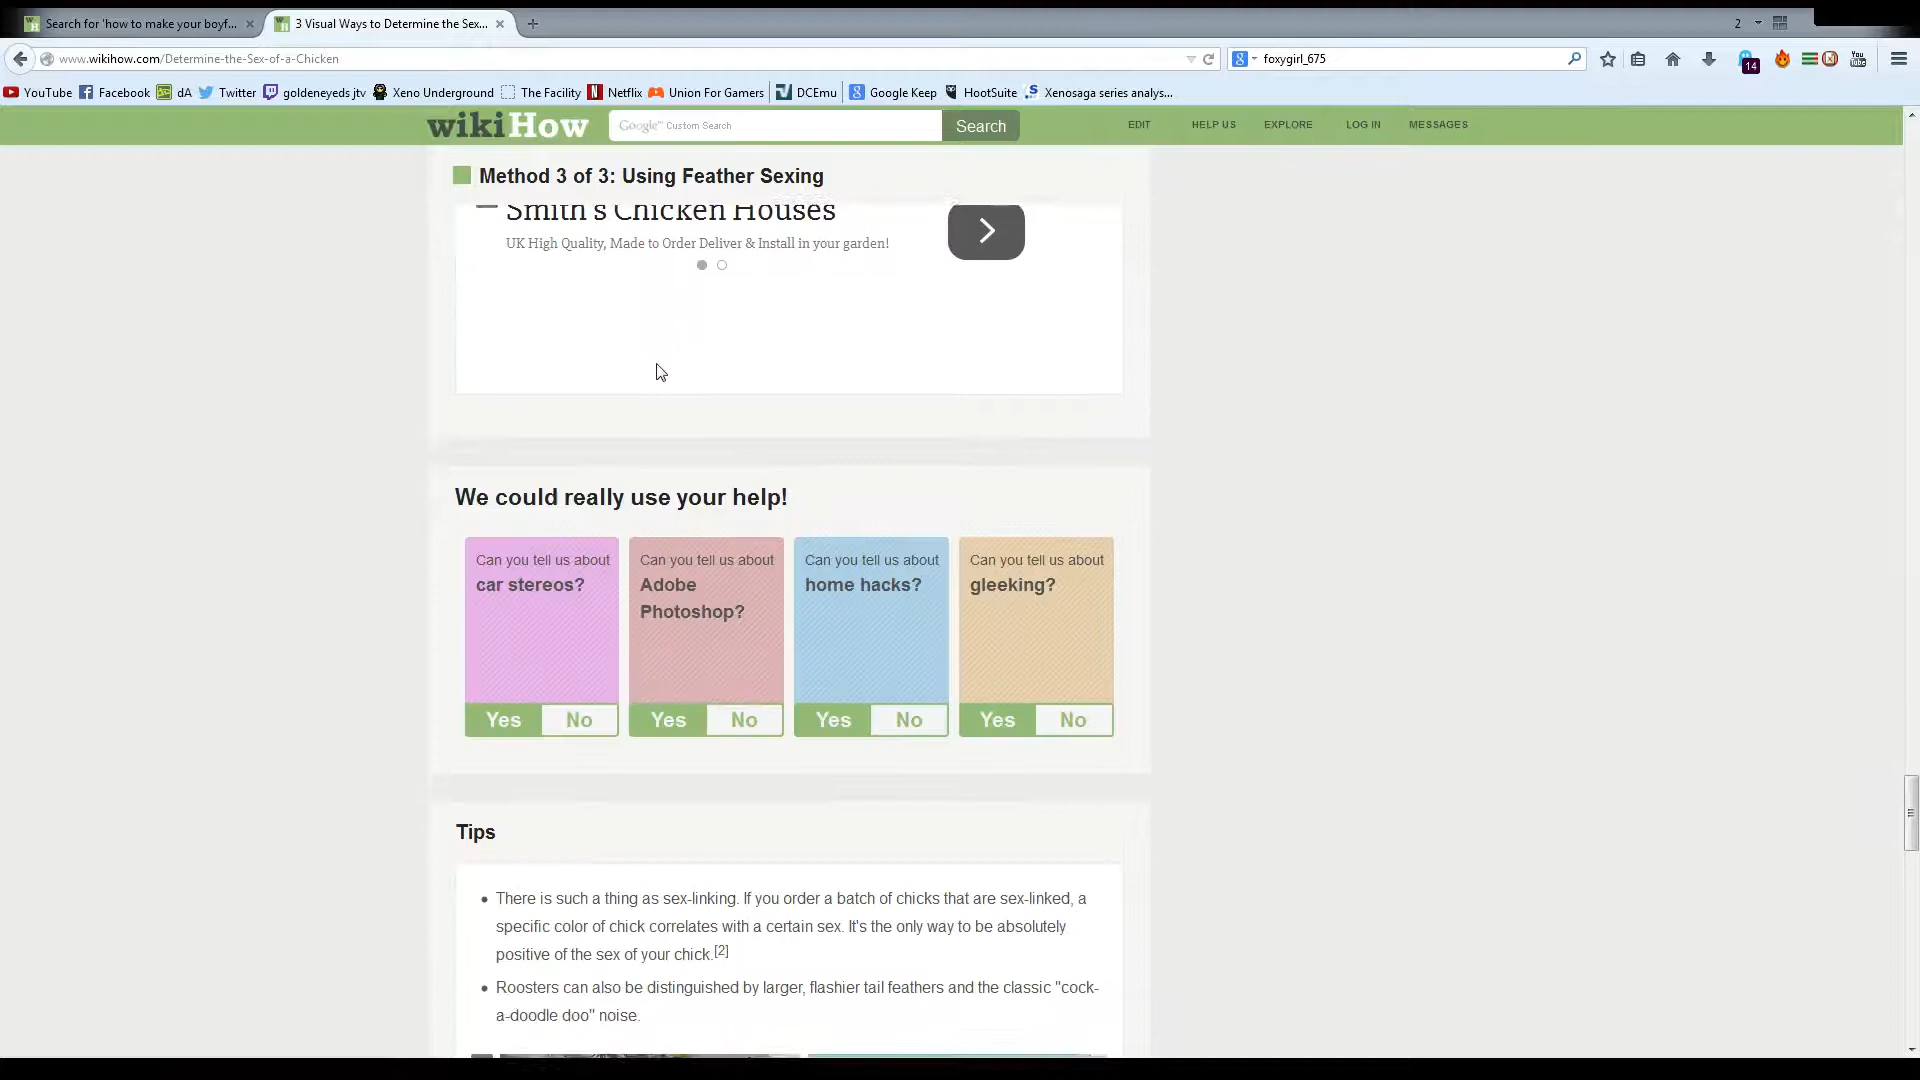 Search for 'how to make your boyf...
3 Visual Ways to Determine the Sex...
2
www.wikihow.com/Determine-the-Sex-of-a-Chicken
foxygirl_675
14
YouTube Facebook dA Twitter goldeneyeds jtv Xeno Underground The Facility Netflix Union For Gamers DCEmu Google Keep HootSuite Xenosaga series analys...
wikiHow
Google™ Custom Search
Search
EDIT HELP US EXPLORE LOG IN MESSAGES
Method 3 of 3: Using Feather Sexing
Smith's Chicken Houses
UK High Quality, Made to Order Deliver & Install in your garden!
We could really use your help!
Can you tell us about
car stereos?
Yes No
Can you tell us about
Adobe
Photoshop?
Yes No
Can you tell us about
home hacks?
Yes No
Can you tell us about
gleeking?
Yes No
Tips
There is such a thing as sex-linking. If you order a batch of chicks that are sex-linked, a
specific color of chick correlates with a certain sex. It's the only way to be absolutely
positive of the sex of your chick.[2]
Roosters can also be distinguished by larger, flashier tail feathers and the classic "cock-
a-doodle doo" noise.